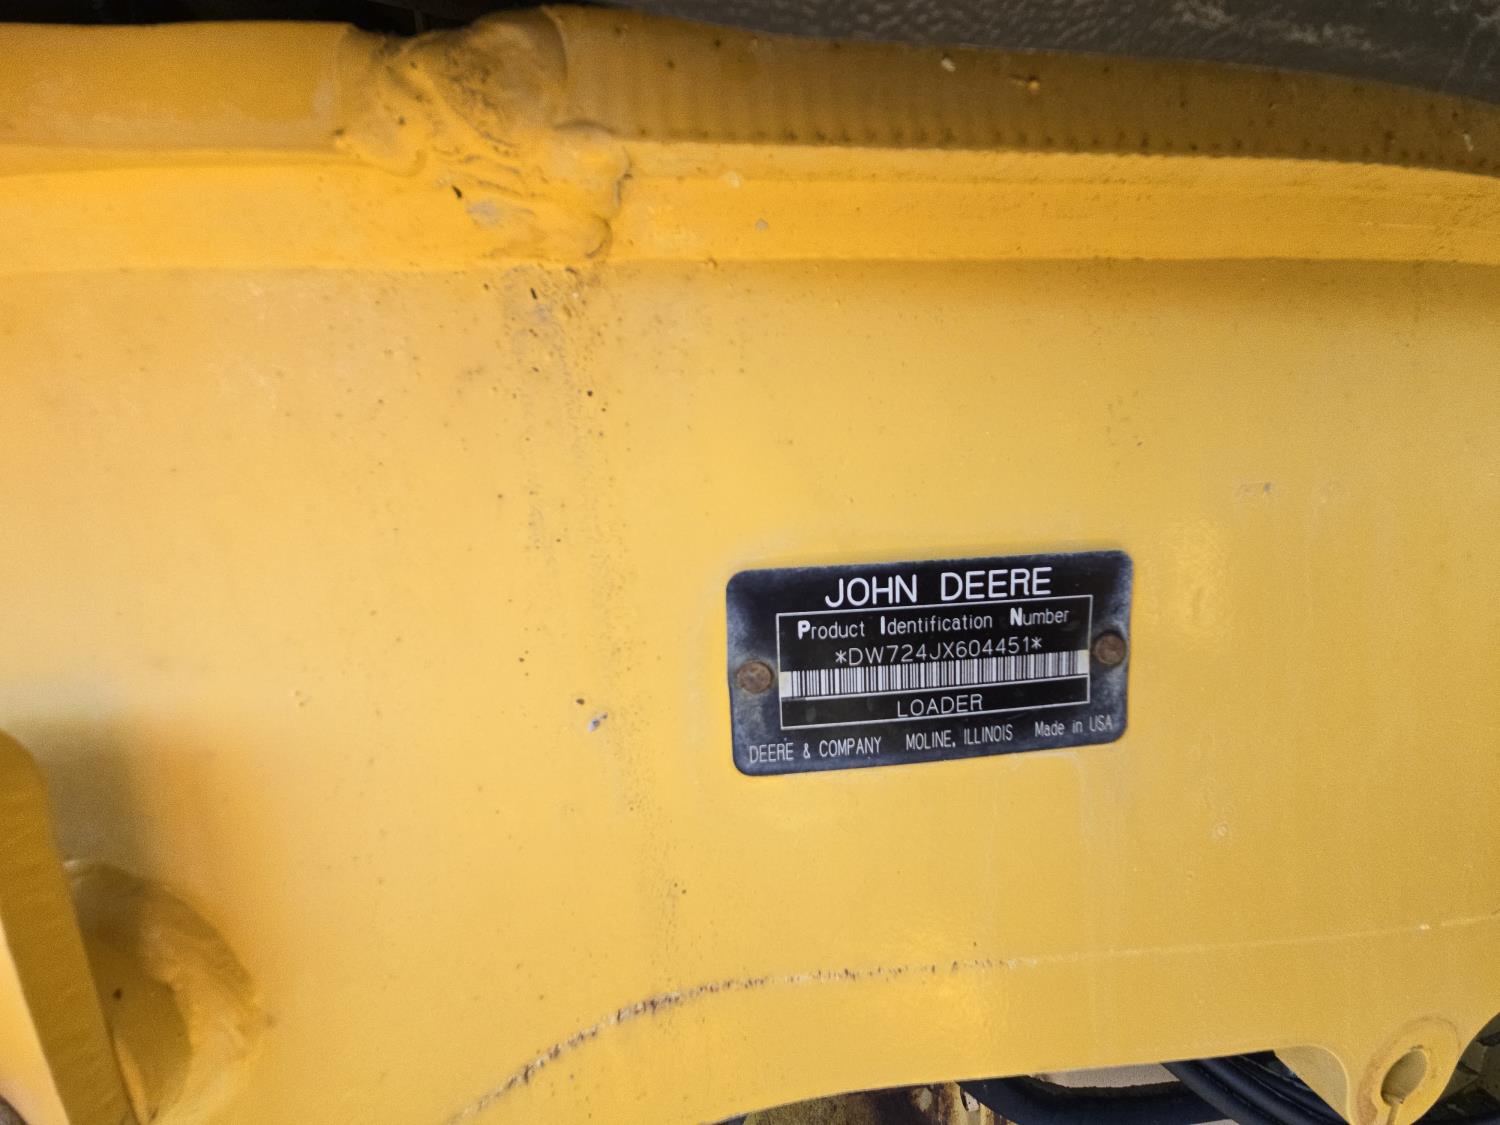 JOHN DEERE
Product Identification Number
*DW724JX604451*
LOADER
DEERE & COMPANY MOLINE, ILLINOIS Made in USA